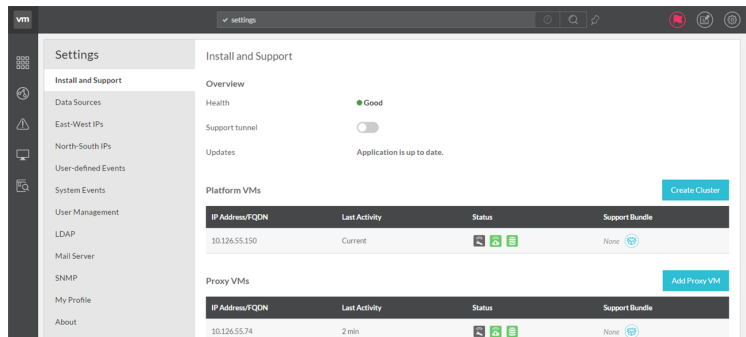 vm
settings
Settings
Install and Support
Data Sources
East-West IPs
North-South IPs
User-defined Events
System Events
User Management
LDAP
Mail Server
SNMP
My Profile
About
Install and Support
Overview
Health Good
Support tunnel
Updates Application is up to date.
Platform VMs Create Cluster
IP Address/FQDN Last Activity Status Support Bundle
10.126.55.150 Current None
Proxy VMs Add Proxy VM
IP Address/FQDN Last Activity Status Support Bundle
10.126.55.74 2 min None